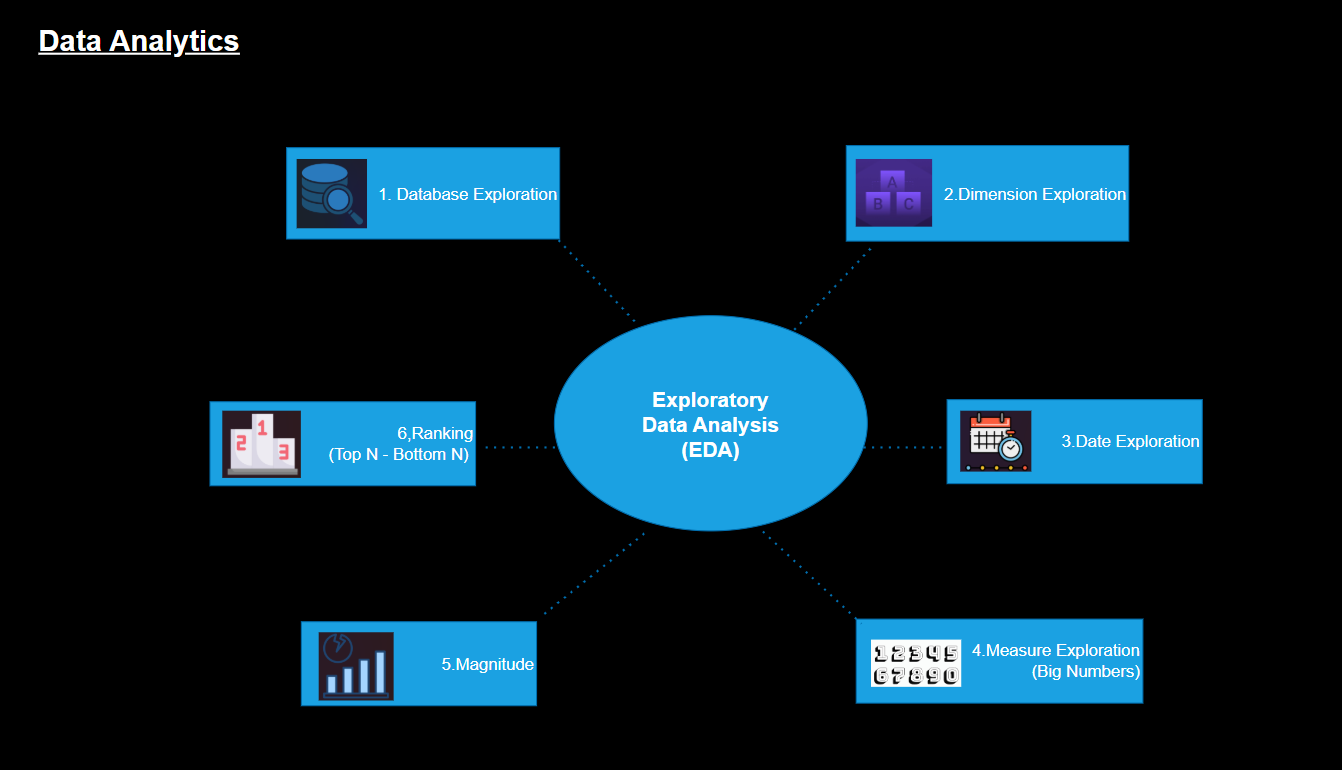 Data Analytics
1. Database Exploration
2.Dimension Exploration
A
B C
Exploratory
Data Analysis
(EDA)
6,Ranking
(Top N - Bottom N)
1
2
3
3.Date Exploration
5.Magnitude
4.Measure Exploration
(Big Numbers)
12345
67890